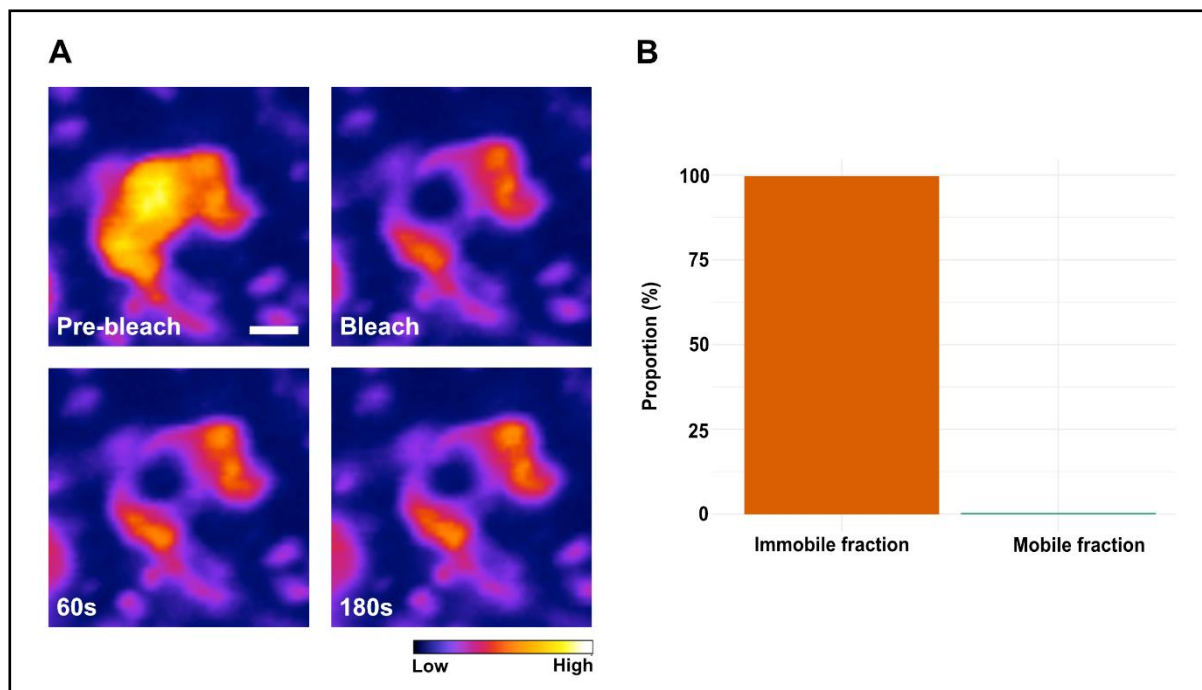 A
Pre-bleach
Bleach
60s
180s
Low High
B
Proportion (%)
100
75
50
25
0
Immobile fraction
Mobile fraction